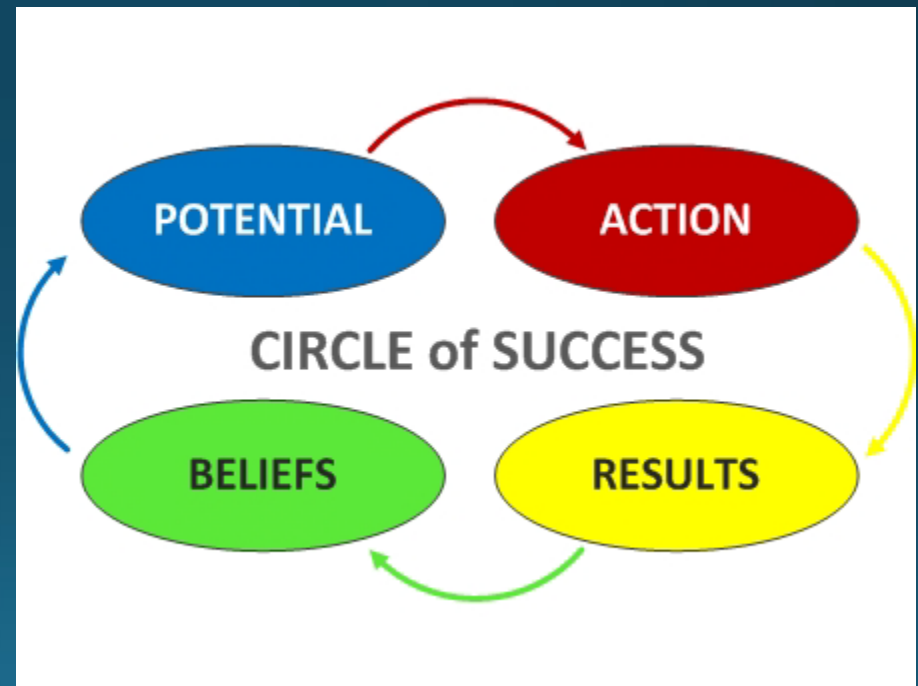 POTENTIAL
ACTION
CIRCLE of SUCCESS
BELIEFS
RESULTS